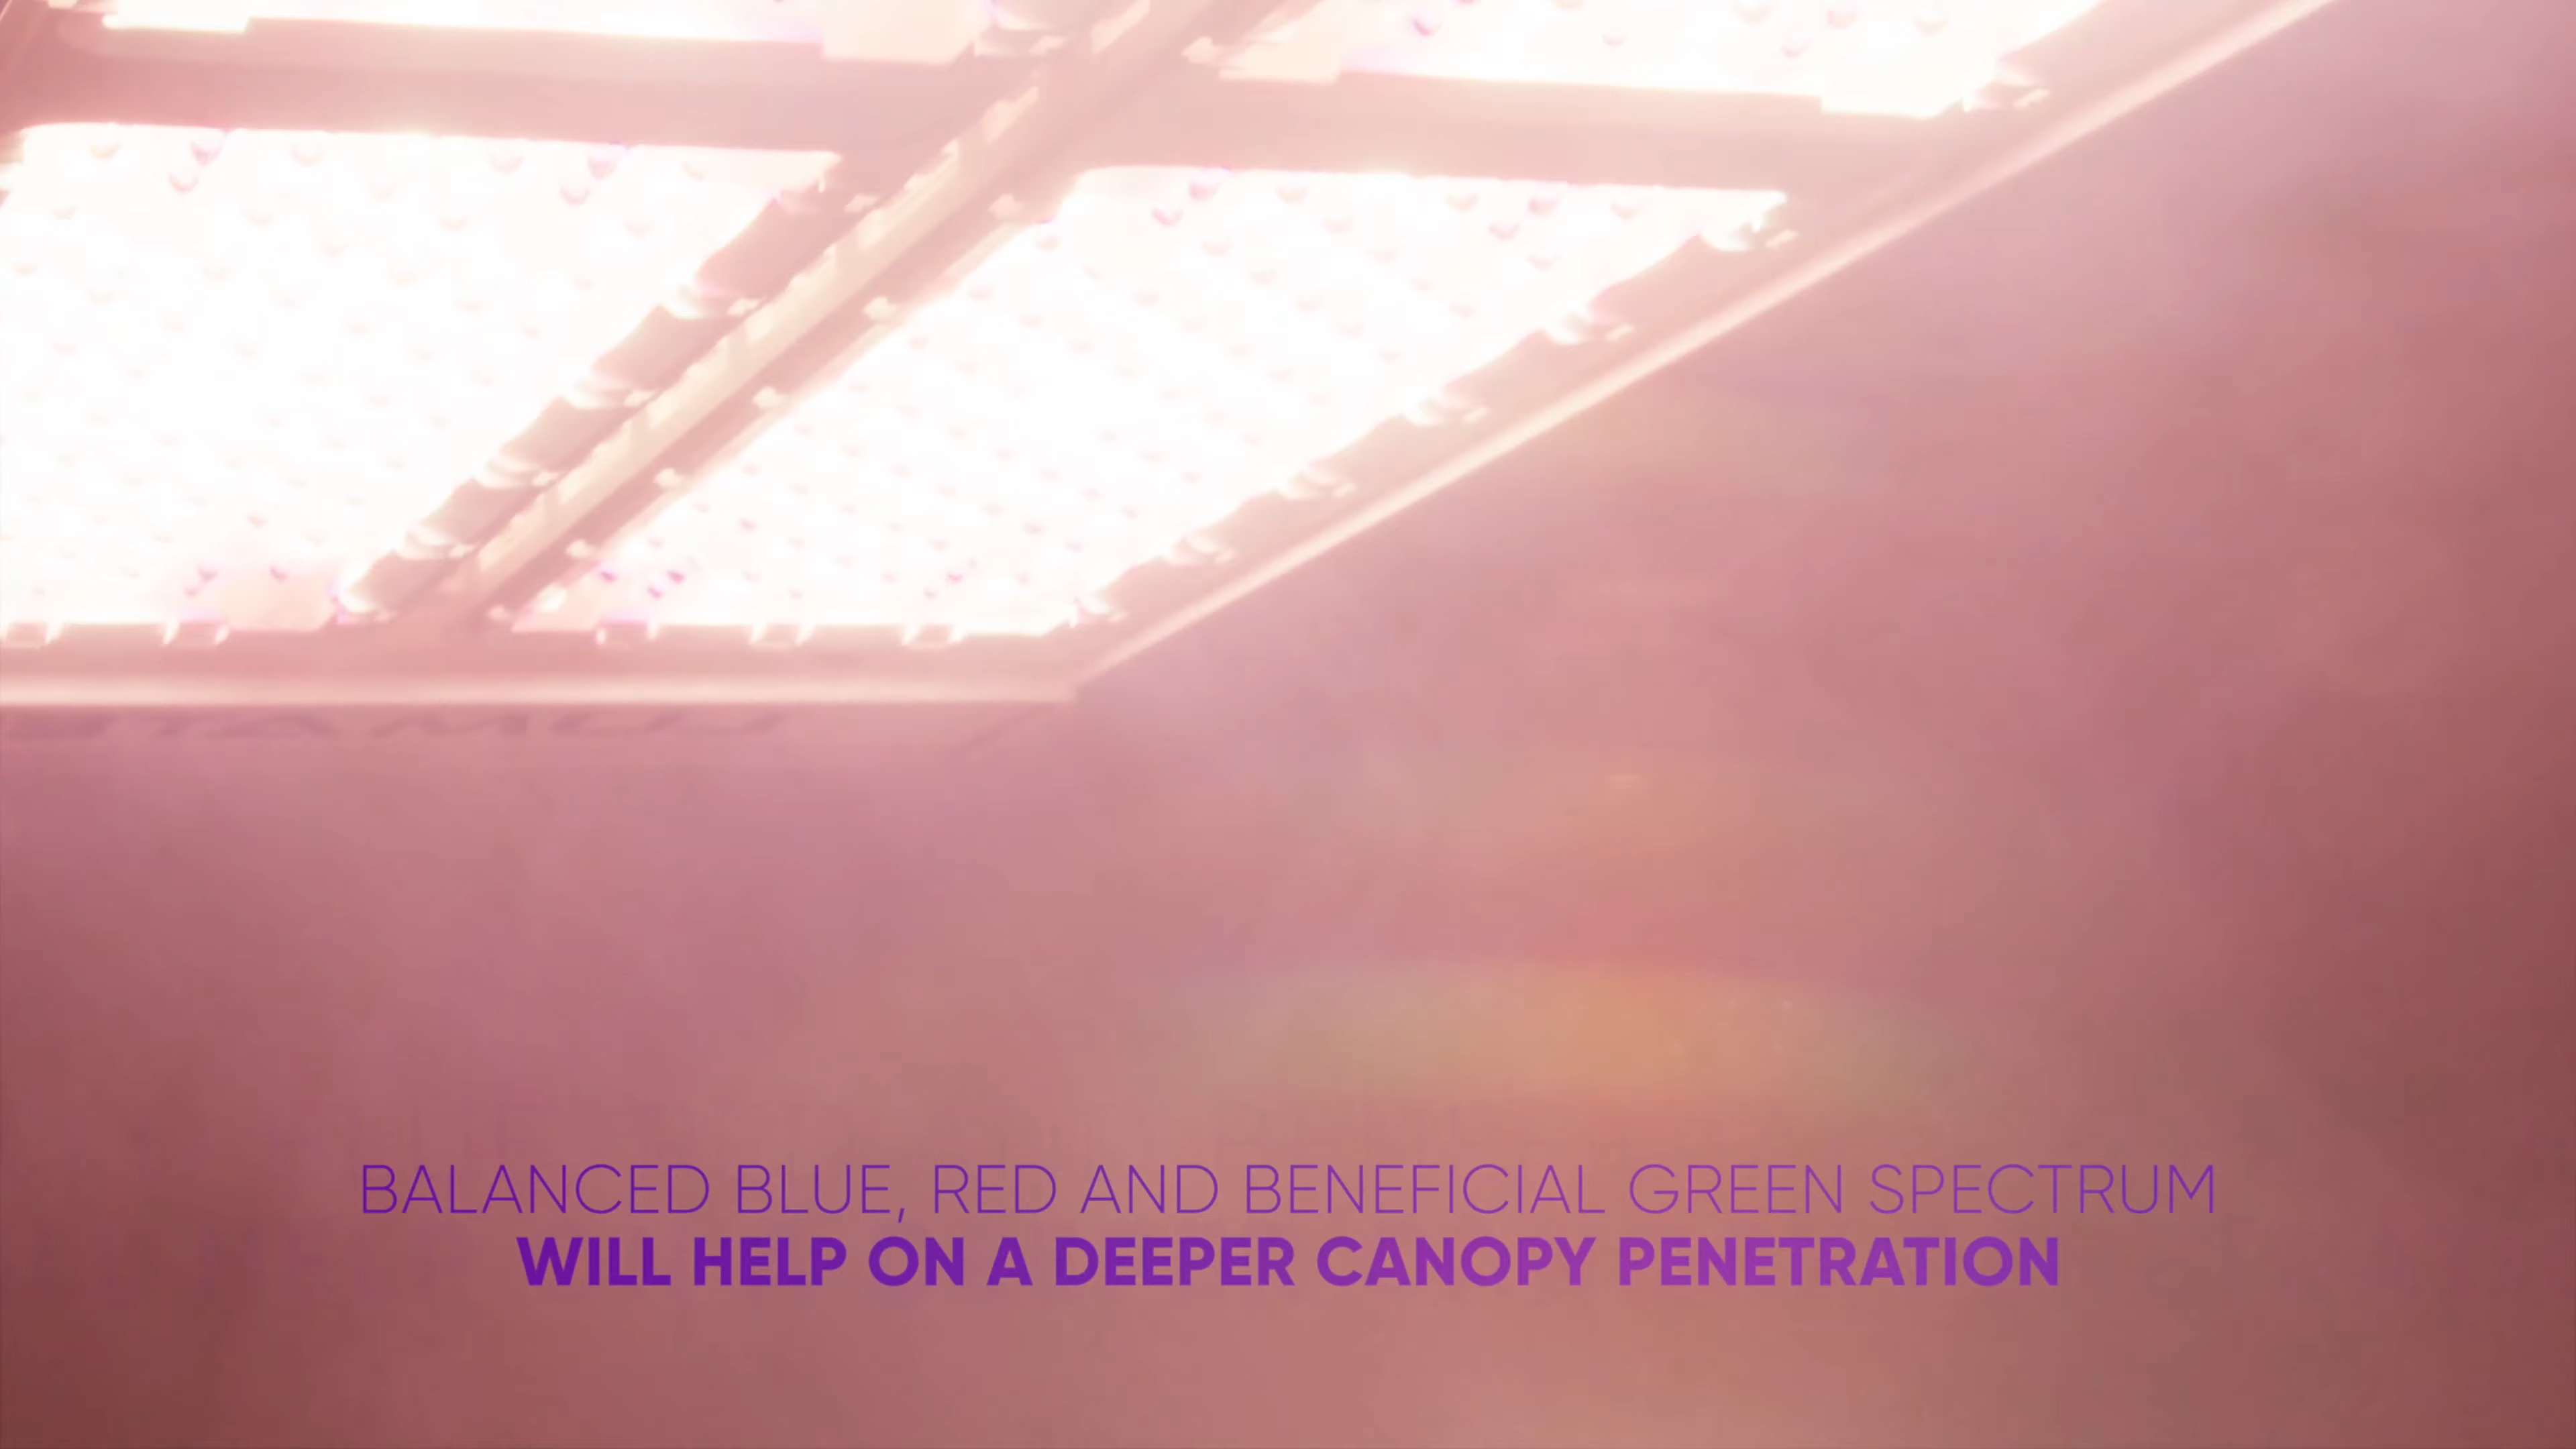 BALANCED BLUE, RED AND BENEFICIAL GREEN SPECTRUM
WILL HELP ON A DEEPER CANOPY PENETRATION